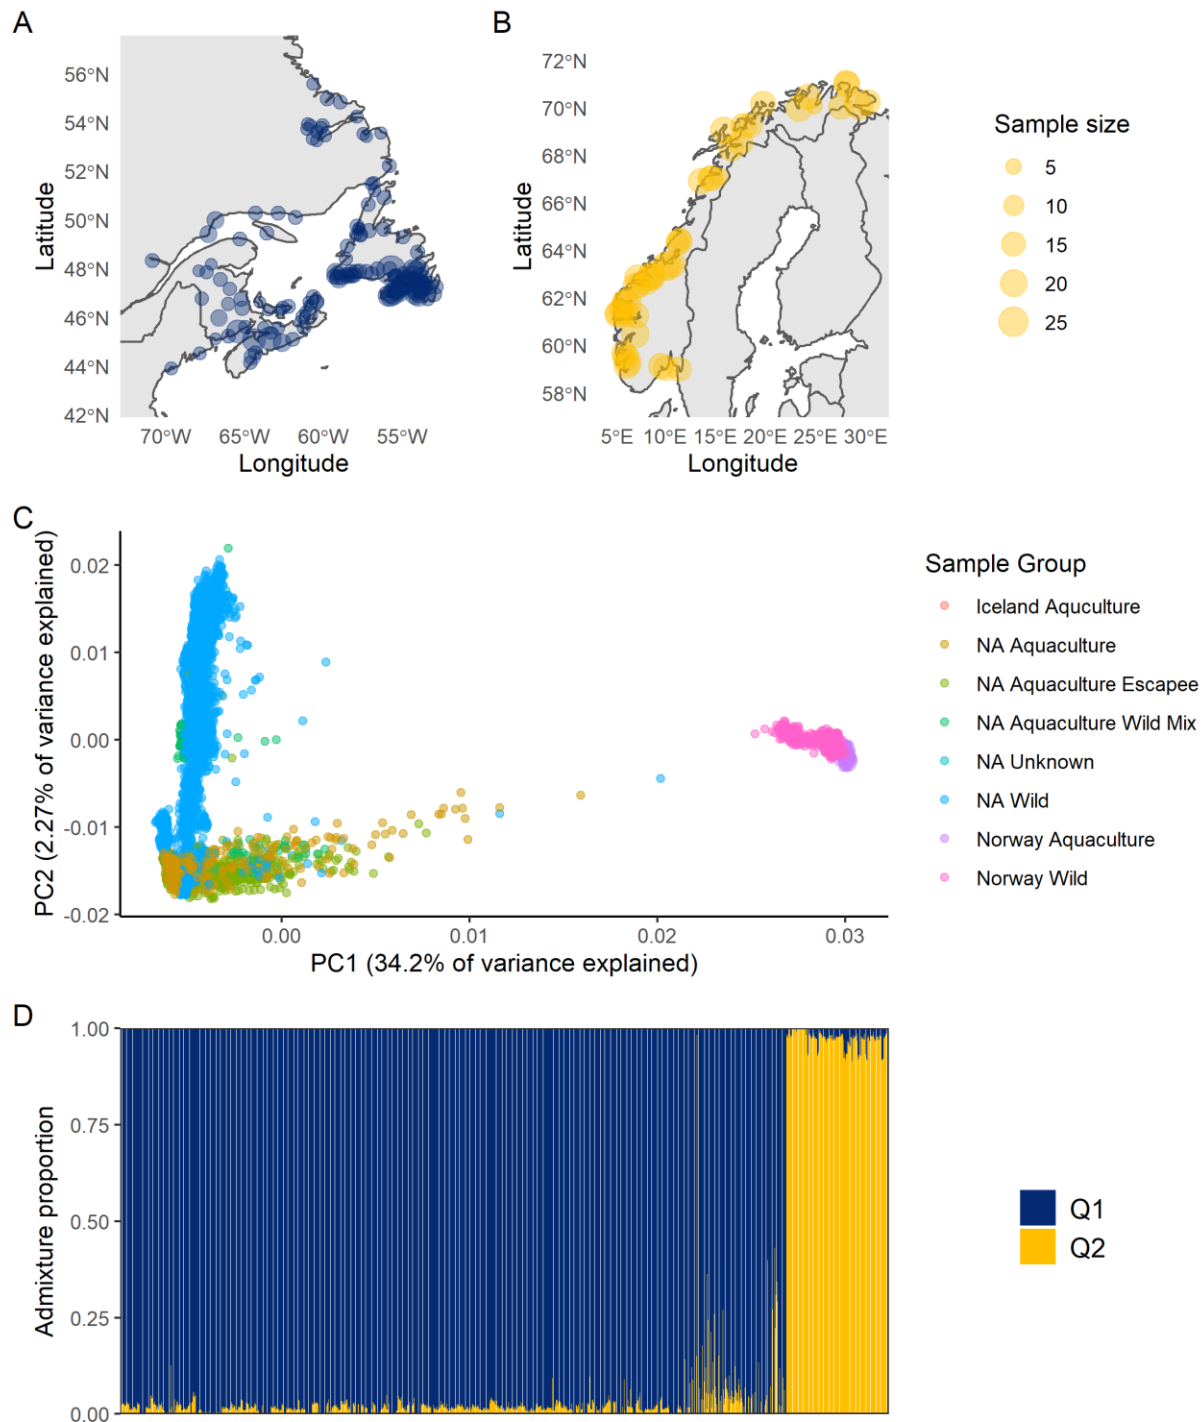 A
56°N
54°N
52°N
50°N
48°N
46°N
44°N
42°N
Latitude
70°W 65°W 60°W 55°W
Longitude
B
72°N
70°N
68°N
66°N
64°N
62°N
60°N
58°N
Latitude
5°E 10°E 15°E 20°E 25°E 30°E
Longitude
Sample size
5
10
15
20
25
C
PC2 (2.27% of variance explained)
0.02
0.01
0.00
-0.01
-0.02
0.00 0.01 0.02 0.03
PC1 (34.2% of variance explained)
Sample Group
Iceland Aquculture
NA Aquaculture
NA Aquaculture Escapee
NA Aquaculture Wild Mix
NA Unknown
NA Wild
Norway Aquaculture
Norway Wild
D
Admixture proportion
1.00
0.75
0.50
0.25
0.00
Q1
Q2